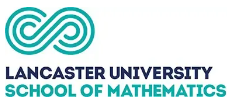 LANCASTER UNIVERSITY
SCHOOL OF MATHEMATICS